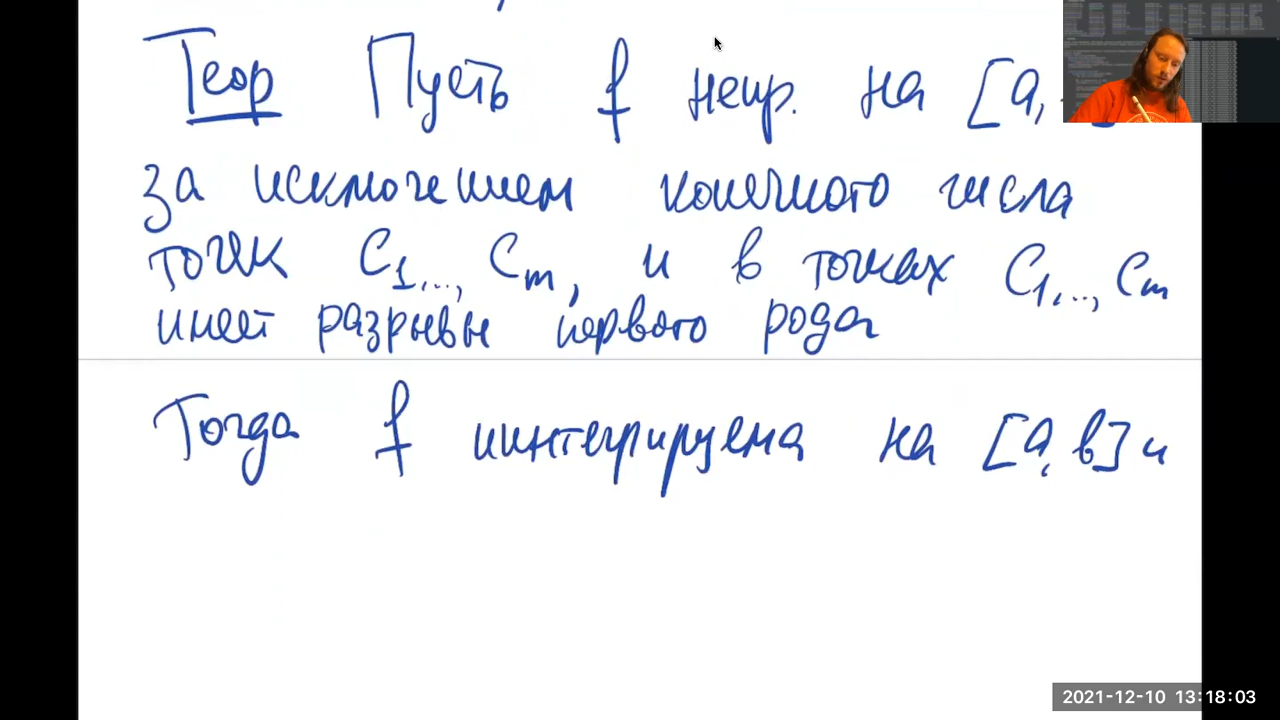 Теор Пусть f непр. на [a,
за исключением конечного числа
точек C₁,..., Cₘ, и в точках C₁,.., Cₘ
имеет разрывы первого рода
Тогда f интегрируема на [a, b] и
2021-12-10 13:18:03